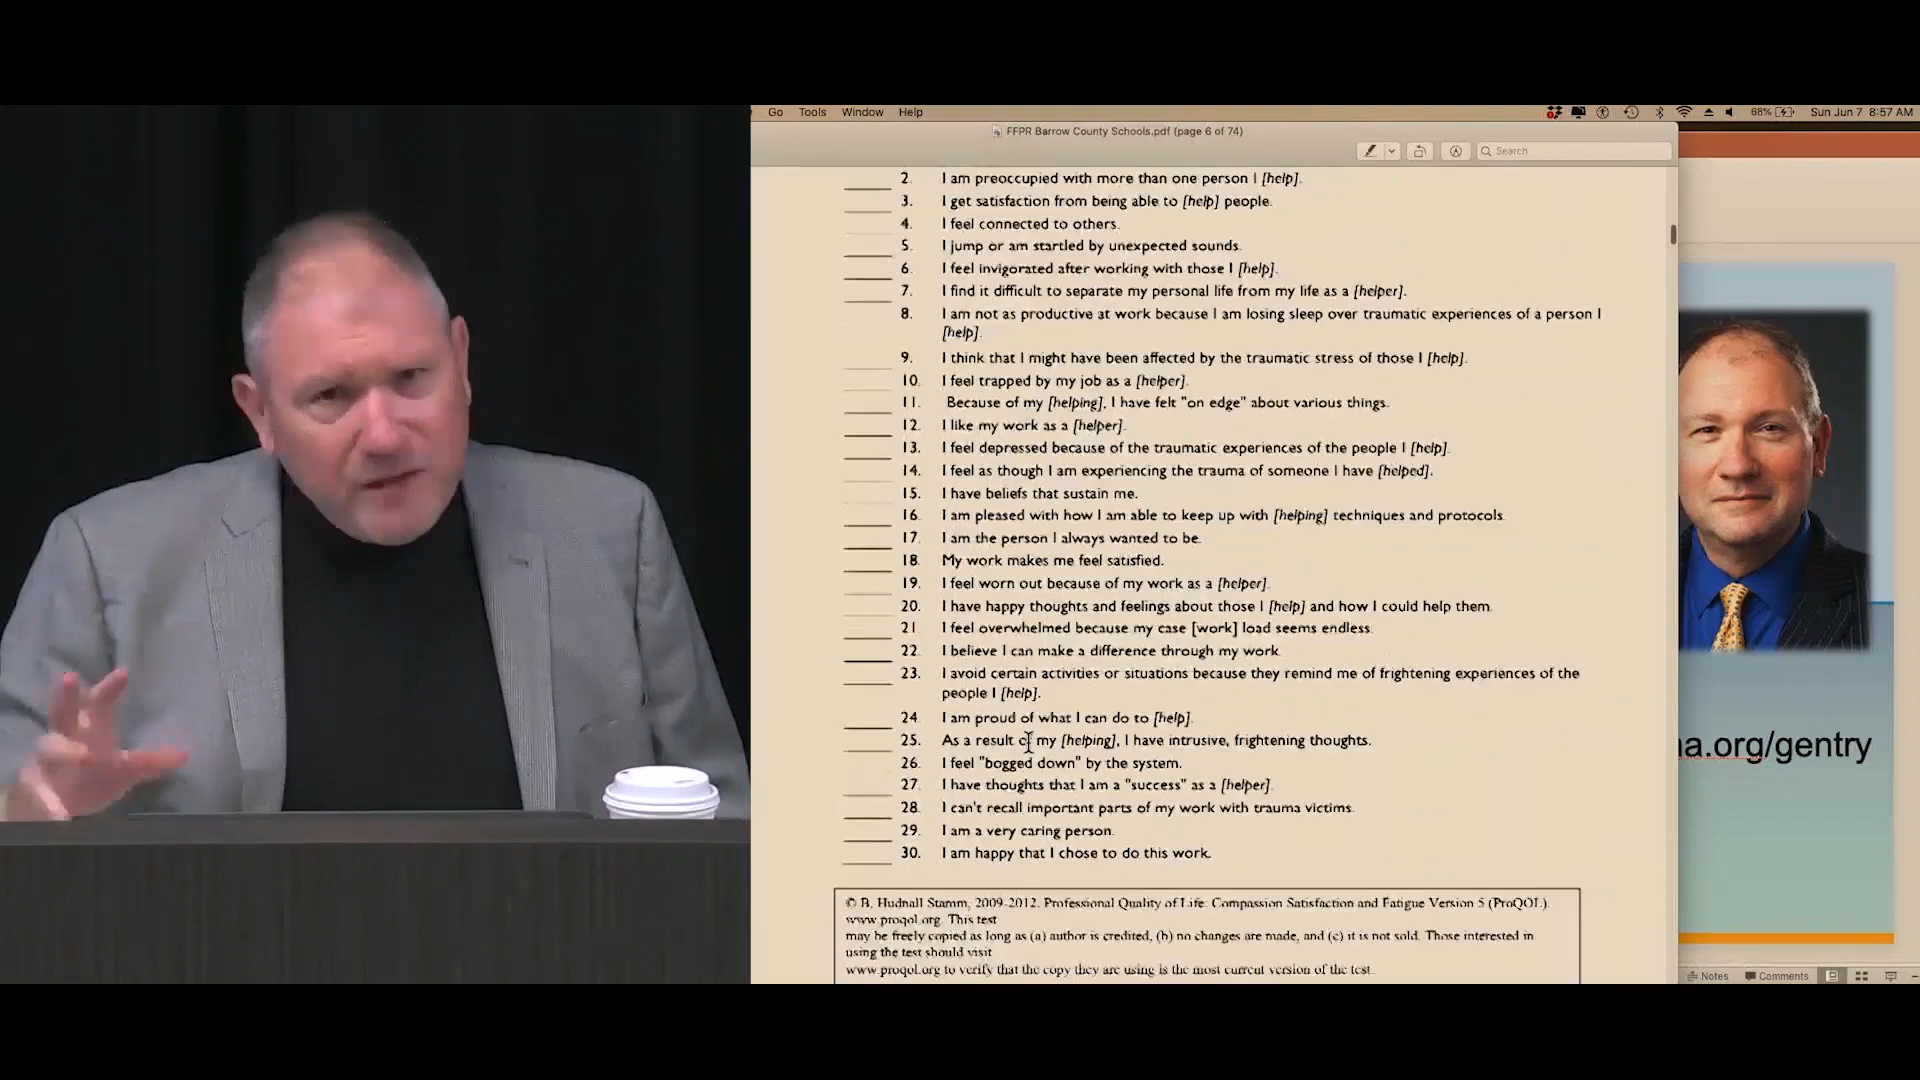 Go Tools Window Help 68% Sun Jun 7 8:57 AM
FFPR Barrow County Schools.pdf (page 6 of 74)
Search
2. I am preoccupied with more than one person I [help].
3. I get satisfaction from being able to [help] people.
4. I feel connected to others.
5. I jump or am startled by unexpected sounds.
6. I feel invigorated after working with those I [help].
7. I find it difficult to separate my personal life from my life as a [helper].
8. I am not as productive at work because I am losing sleep over traumatic experiences of a person I
[help].
9. I think that I might have been affected by the traumatic stress of those I [help].
10. I feel trapped by my job as a [helper].
11. Because of my [helping], I have felt "on edge" about various things.
12. I like my work as a [helper].
13. I feel depressed because of the traumatic experiences of the people I [help].
14. I feel as though I am experiencing the trauma of someone I have [helped].
15. I have beliefs that sustain me.
16. I am pleased with how I am able to keep up with [helping] techniques and protocols.
17. I am the person I always wanted to be.
18. My work makes me feel satisfied.
19. I feel worn out because of my work as a [helper].
20. I have happy thoughts and feelings about those I [help] and how I could help them.
21. I feel overwhelmed because my case [work] load seems endless.
22. I believe I can make a difference through my work.
23. I avoid certain activities or situations because they remind me of frightening experiences of the
people I [help].
24. I am proud of what I can do to [help].
25. As a result of my [helping], I have intrusive, frightening thoughts.
26. I feel "bogged down" by the system.
27. I have thoughts that I am a "success" as a [helper].
28. I can't recall important parts of my work with trauma victims.
29. I am a very caring person.
30. I am happy that I chose to do this work.
© B. Hudnall Stamm, 2009-2012. Professional Quality of Life: Compassion Satisfaction and Fatigue Version 5 (ProQOL).
www.proqol.org. This test
may be freely copied as long as (a) author is credited, (b) no changes are made, and (c) it is not sold. Those interested in
using the test should visit
www.proqol.org to verify that the copy they are using is the most current version of the test.
na.org/gentry
Notes Comments